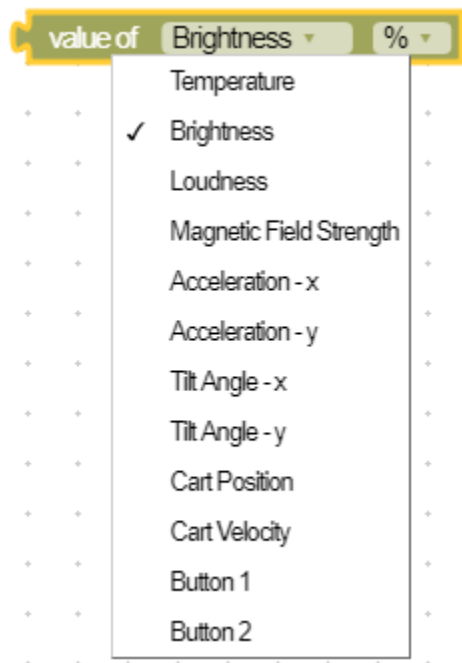 value of Brightness %
Temperature
✓ Brightness
Loudness
Magnetic Field Strength
Acceleration - x
Acceleration - y
Tilt Angle - x
Tilt Angle - y
Cart Position
Cart Velocity
Button 1
Button 2